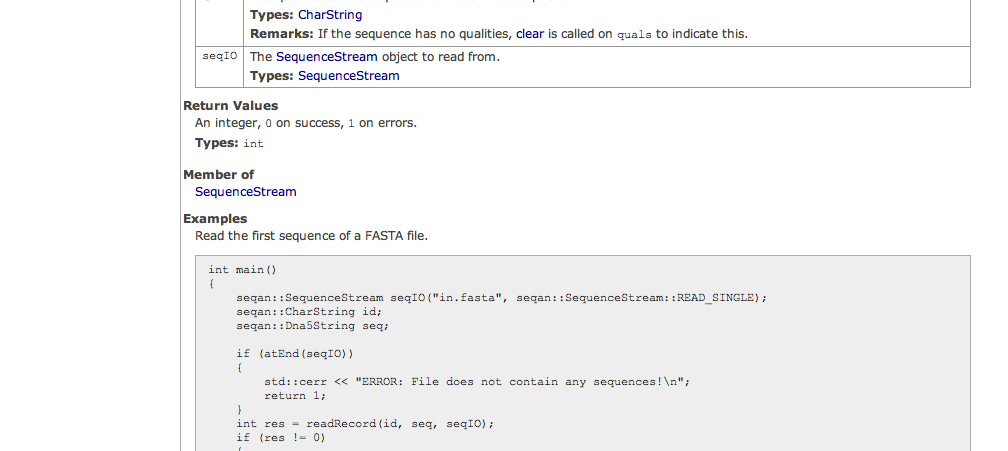 Types: CharString
Remarks: If the sequence has no qualities, clear is called on quals to indicate this.
seqIO The SequenceStream object to read from.
Types: SequenceStream
Return Values
An integer, 0 on success, 1 on errors.
Types: int
Member of
SequenceStream
Examples
Read the first sequence of a FASTA file.
int main()
{
    seqan::SequenceStream seqIO("in.fasta", seqan::SequenceStream::READ_SINGLE);
    seqan::CharString id;
    seqan::Dna5String seq;

    if (atEnd(seqIO))
    {
        std::cerr << "ERROR: File does not contain any sequences!\n";
        return 1;
    }
    int res = readRecord(id, seq, seqIO);
    if (res != 0)
    {